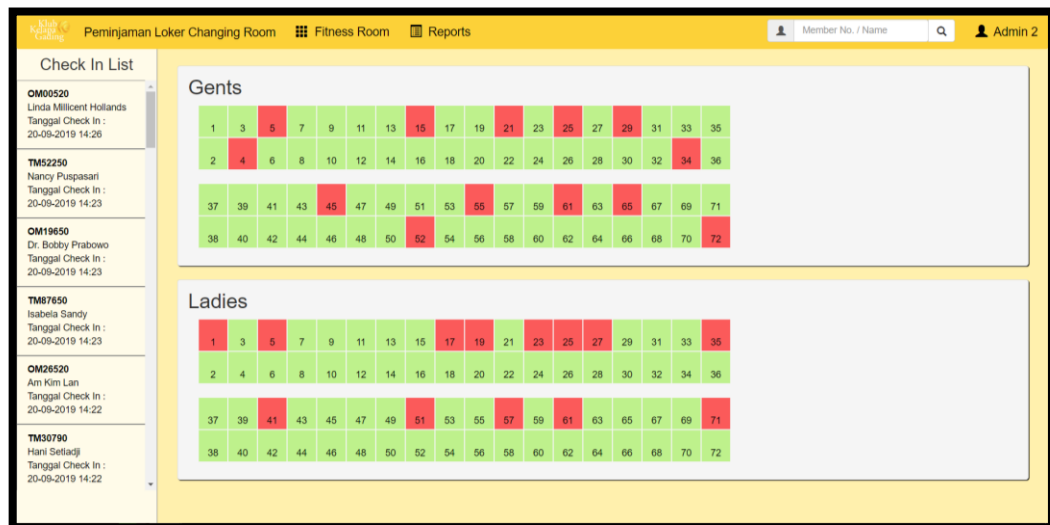 Klub
Kelapa
Gading
Peminjaman Loker Changing Room Fitness Room Reports Member No. / Name Admin 2
Check In List
OM00520
Linda Millicent Hollands
Tanggal Check In :
20-09-2019 14:26
TM52250
Nancy Puspasari
Tanggal Check In :
20-09-2019 14:23
OM19650
Dr. Bobby Prabowo
Tanggal Check In :
20-09-2019 14:23
TM87650
Isabela Sandy
Tanggal Check In :
20-09-2019 14:23
OM26520
Am Kim Lan
Tanggal Check In :
20-09-2019 14:22
TM30790
Hani Setiadji
Tanggal Check In :
20-09-2019 14:22
Gents
1 3 5 7 9 11 13 15 17 19 21 23 25 27 29 31 33 35
2 4 6 8 10 12 14 16 18 20 22 24 26 28 30 32 34 36
37 39 41 43 45 47 49 51 53 55 57 59 61 63 65 67 69 71
38 40 42 44 46 48 50 52 54 56 58 60 62 64 66 68 70 72
Ladies
1 3 5 7 9 11 13 15 17 19 21 23 25 27 29 31 33 35
2 4 6 8 10 12 14 16 18 20 22 24 26 28 30 32 34 36
37 39 41 43 45 47 49 51 53 55 57 59 61 63 65 67 69 71
38 40 42 44 46 48 50 52 54 56 58 60 62 64 66 68 70 72